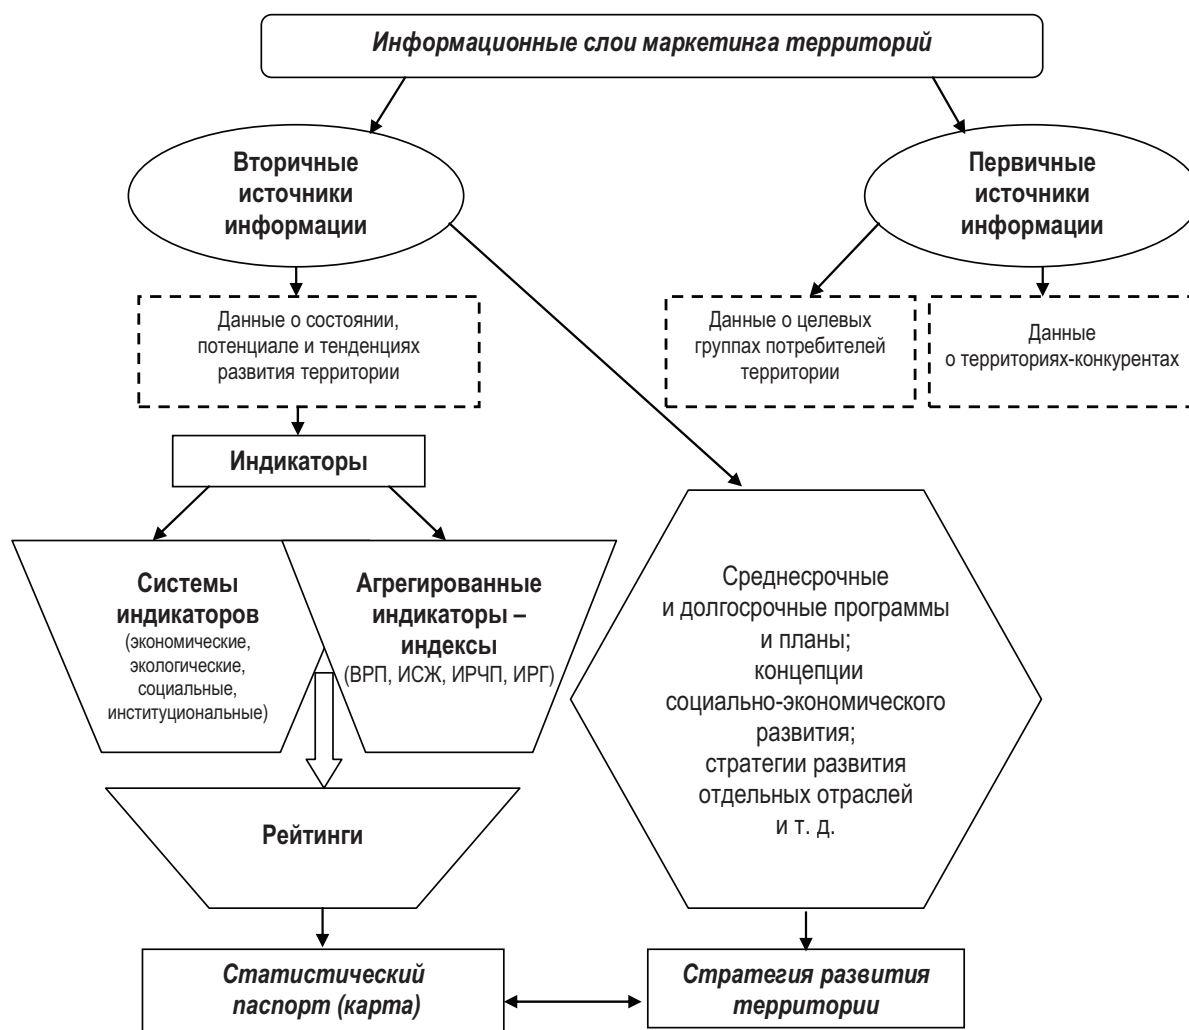 Информационные слои маркетинга территорий
Вторичные
источники
информации
Первичные
источники
информации
Данные о состоянии,
потенциале и тенденциях
развития территории
Данные о целевых
группах потребителей
территории
Данные
о территориях-конкурентах
Индикаторы
Системы
индикаторов
(экономические,
экологические,
социальные,
институциональные)
Агрегированные
индикаторы –
индексы
(ВРП, ИСЖ, ИРЧП, ИРГ)
Среднесрочные
и долгосрочные программы
и планы;
концепции
социально-экономического
развития;
стратегии развития
отдельных отраслей
и т. д.
Рейтинги
Статистический
паспорт (карта)
Стратегия развития
территории